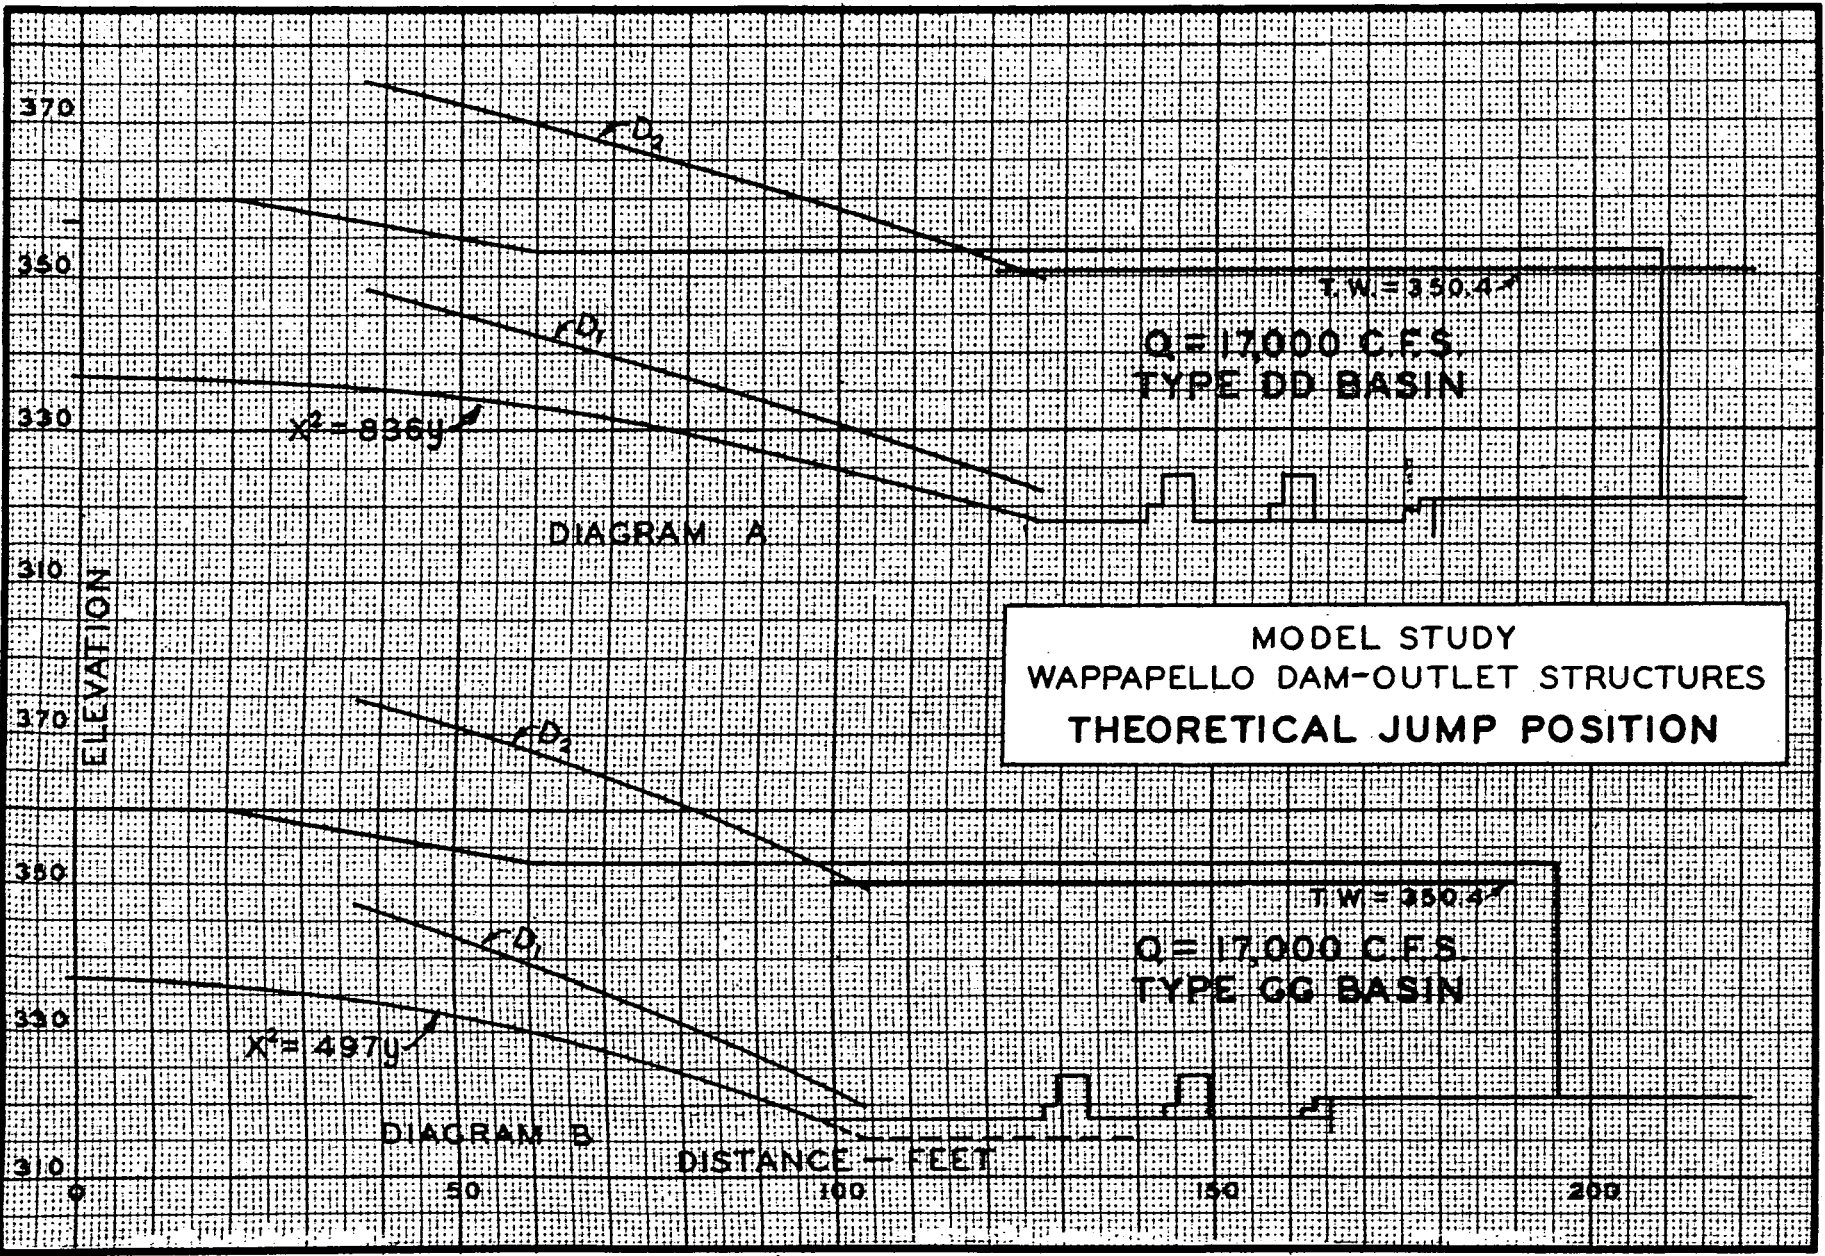 370
D₂
350
T.W. = 350.4
D₁
Q = 17,000 C.F.S.
TYPE DD BASIN
330
X² = 836y
DIAGRAM A
310
ELEVATION
MODEL STUDY
WAPPAPELLO DAM-OUTLET STRUCTURES
THEORETICAL JUMP POSITION
370
D₂
350
T.W. = 350.4
D₁
Q = 17,000 C.F.S.
TYPE GG BASIN
330
X² = 497y
DIAGRAM B
DISTANCE — FEET
310
0 50 100 150 200